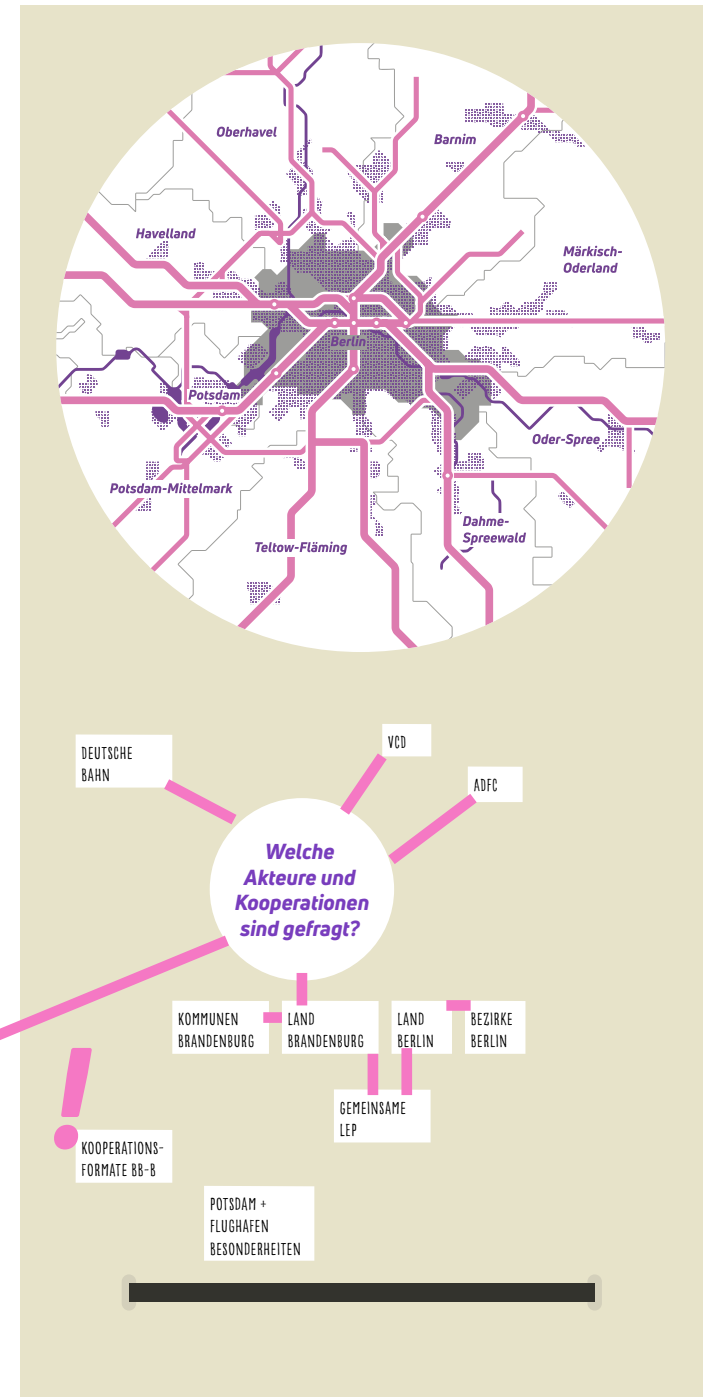 Oberhavel
Barnim
Havelland
Märkisch-
Oderland
Berlin
Potsdam
Oder-Spree
Potsdam-Mittelmark
Dahme-
Spreewald
Teltow-Fläming
VCD
DEUTSCHE
BAHN
ADFC
Welche
Akteure und
Kooperationen
sind gefragt?
KOMMUNEN
BRANDENBURG
LAND
BRANDENBURG
LAND
BERLIN
BEZIRKE
BERLIN
GEMEINSAME
LEP
!
KOOPERATIONS-
FORMATE BB-B
POTSDAM +
FLUGHAFEN
BESONDERHEITEN